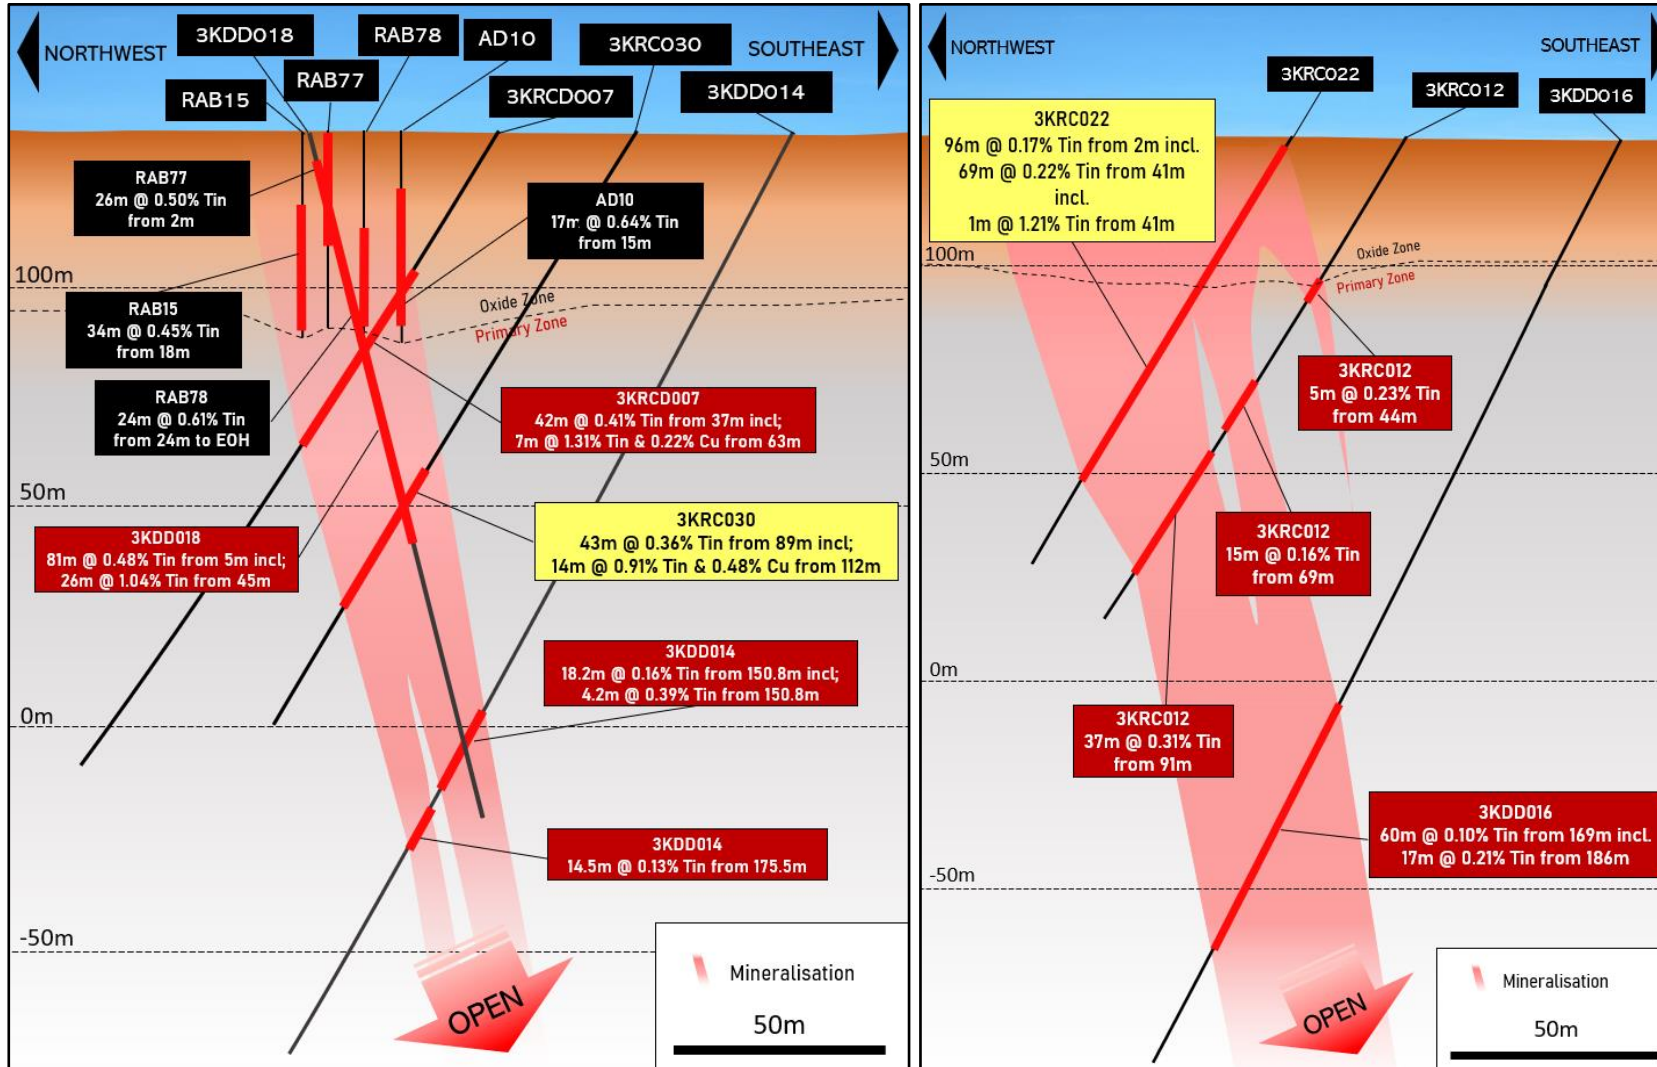 NORTHWEST
3KDD018
RAB78
AD10
3KRC030
SOUTHEAST
RAB15
RAB77
3KRCD007
3KDD014
RAB77
26m @ 0.50% Tin
from 2m
AD10
17m @ 0.64% Tin
from 15m
100m
Oxide Zone
Primary Zone
RAB15
34m @ 0.45% Tin
from 18m
RAB78
24m @ 0.61% Tin
from 24m to EOH
3KRCD007
42m @ 0.41% Tin from 37m incl;
7m @ 1.31% Tin & 0.22% Cu from 63m
50m
3KDD018
81m @ 0.48% Tin from 5m incl;
26m @ 1.04% Tin from 45m
3KRC030
43m @ 0.36% Tin from 89m incl;
14m @ 0.91% Tin & 0.48% Cu from 112m
3KDD014
18.2m @ 0.16% Tin from 150.8m incl;
4.2m @ 0.39% Tin from 150.8m
0m
3KDD014
14.5m @ 0.13% Tin from 175.5m
-50m
OPEN
Mineralisation
50m
NORTHWEST
SOUTHEAST
3KRC022
3KRC012
3KDD016
3KRC022
96m @ 0.17% Tin from 2m incl.
69m @ 0.22% Tin from 41m
incl.
1m @ 1.21% Tin from 41m
100m
Oxide Zone
Primary Zone
3KRC012
5m @ 0.23% Tin
from 44m
50m
3KRC012
15m @ 0.16% Tin
from 69m
0m
3KRC012
37m @ 0.31% Tin
from 91m
3KDD016
60m @ 0.10% Tin from 169m incl.
17m @ 0.21% Tin from 186m
-50m
OPEN
Mineralisation
50m